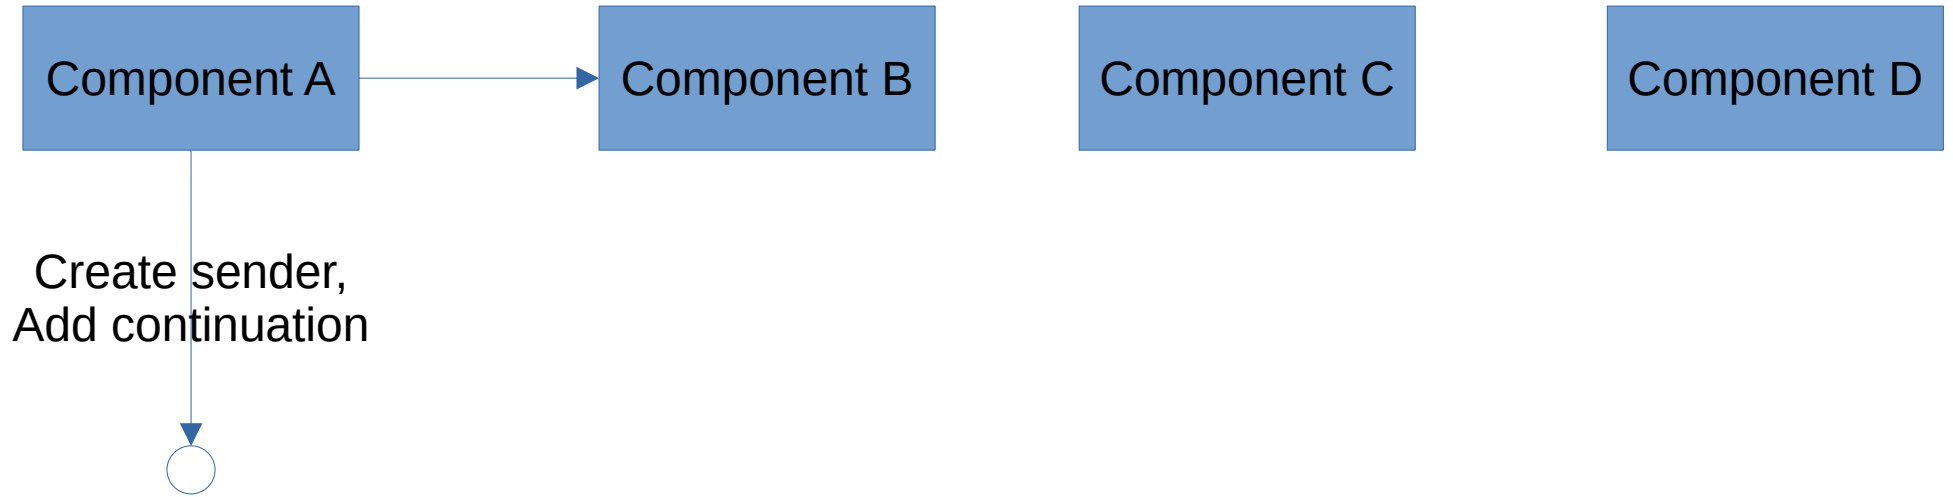 Component A
Component B
Component C
Component D
Create sender,
Add continuation